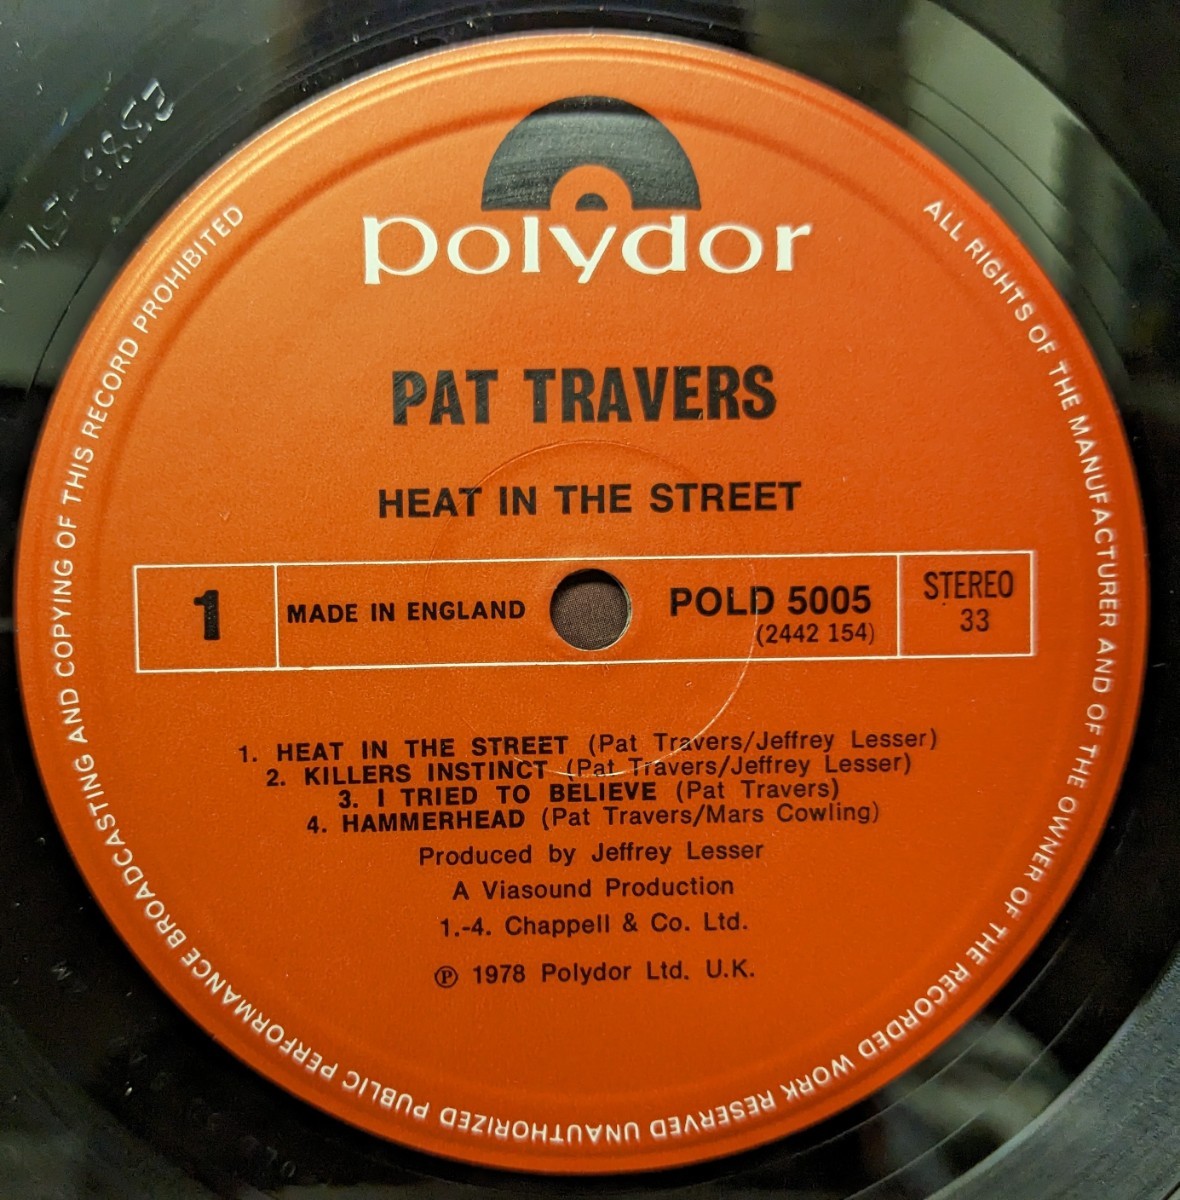 polydor
PAT TRAVERS
HEAT IN THE STREET
1
MADE IN ENGLAND
POLD 5005
(2442 154)
STEREO
33
1. HEAT IN THE STREET (Pat Travers/Jeffrey Lesser)
2. KILLERS INSTINCT (Pat Travers/Jeffrey Lesser)
3. I TRIED TO BELIEVE (Pat Travers)
4. HAMMERHEAD (Pat Travers/Mars Cowling)
Produced by Jeffrey Lesser
A Viasound Production
1.-4. Chappell & Co. Ltd.
℗ 1978 Polydor Ltd. U.K.
ALL RIGHTS OF THE MANUFACTURER AND OF THE OWNER OF THE RECORDED WORK RESERVED UNAUTHORIZED PUBLIC PERFORMANCE BROADCASTING AND COPYING OF THIS RECORD PROHIBITED